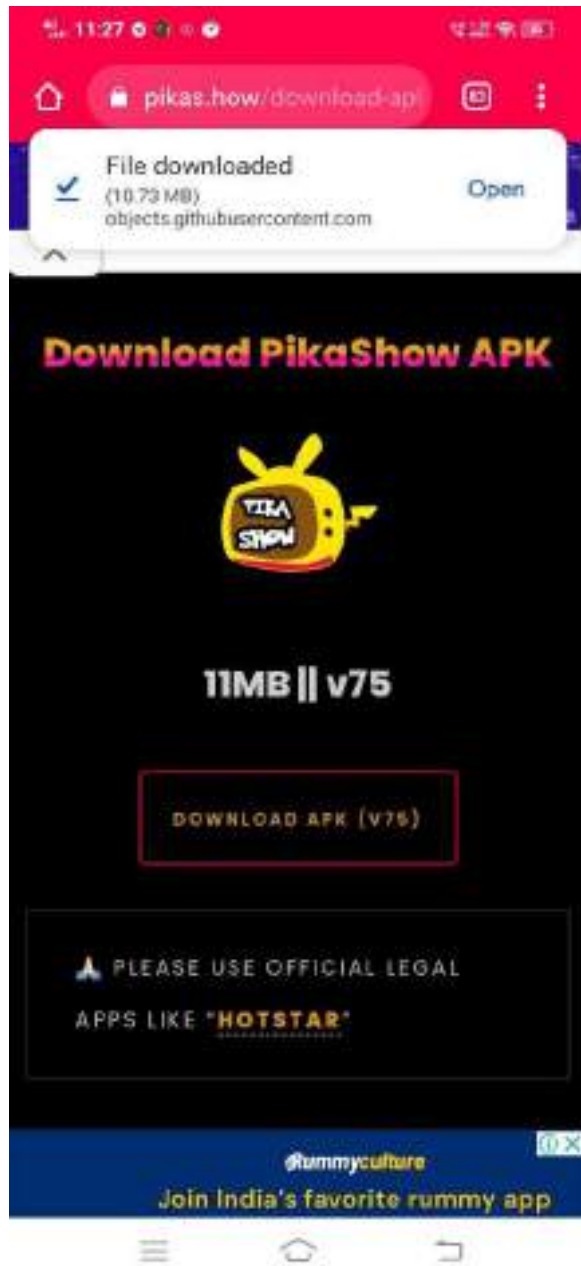 11:27
pikas.how/download-apl
File downloaded
(10.73 MB)
Open
objects.githubusercontent.com
Download PikaShow APK
PIKA
SHOW
11MB || v75
DOWNLOAD APK (V75)
PLEASE USE OFFICIAL LEGAL
APPS LIKE "HOTSTAR"
Rummyculture
Join India's favorite rummy app